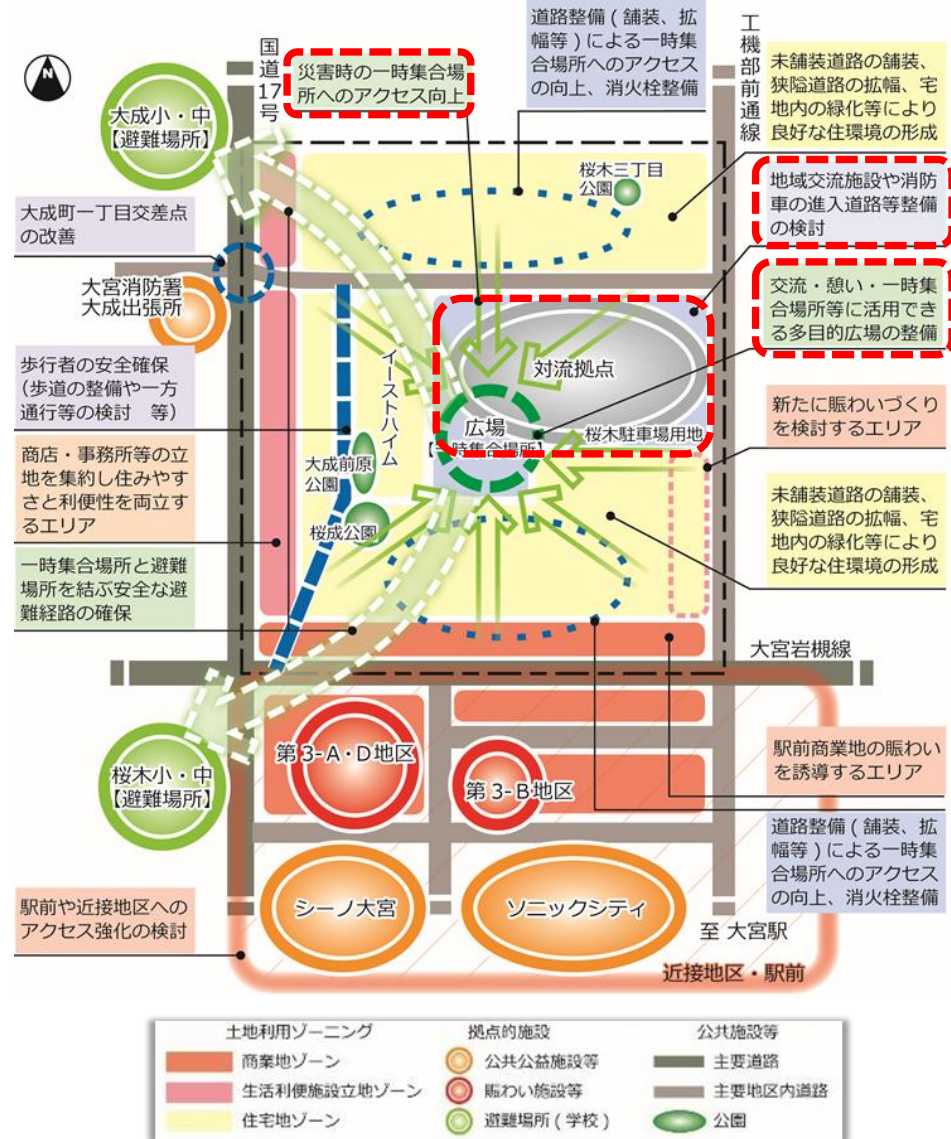 道路整備(舗装、拡
幅等)による一時集
合場所へのアクセス
の向上、消火栓整備
国道17号
工機部前通線
災害時の一時集合場
所へのアクセス向上
未舗装道路の舗装、
狭隘道路の拡幅、宅
地内の緑化等により
良好な住環境の形成
大成小・中
【避難場所】
桜木三丁目
公園
地域交流施設や消防
車の進入道路等整備
の検討
大成町一丁目交差点
の改善
大宮消防署
大成出張所
交流・憩い・一時集
合場所等に活用でき
る多目的広場の整備
歩行者の安全確保
(歩道の整備や一方
通行等の検討 等)
イーストハイム
対流拠点
広場
【一時集合場所】
桜木駐車場用地
新たに賑わいづくり
を検討するエリア
商店・事務所等の立
地を集約し住みやす
さと利便性を両立す
るエリア
大成前原
公園
桜成公園
未舗装道路の舗装、
狭隘道路の拡幅、宅
地内の緑化等により
良好な住環境の形成
一時集合場所と避難
場所を結ぶ安全な避
難経路の確保
大宮岩槻線
桜木小・中
【避難場所】
第3-A・D地区
第3-B地区
駅前商業地の賑わい
を誘導するエリア
道路整備(舗装、拡
幅等)による一時集
合場所へのアクセス
の向上、消火栓整備
駅前や近接地区への
アクセス強化の検討
シーノ大宮
ソニックシティ
至 大宮駅
近接地区・駅前
土地利用ゾーニング
商業地ゾーン
生活利便施設立地ゾーン
住宅地ゾーン
拠点的施設
公共公益施設等
賑わい施設等
避難場所(学校)
公共施設等
主要道路
主要地区内道路
公園